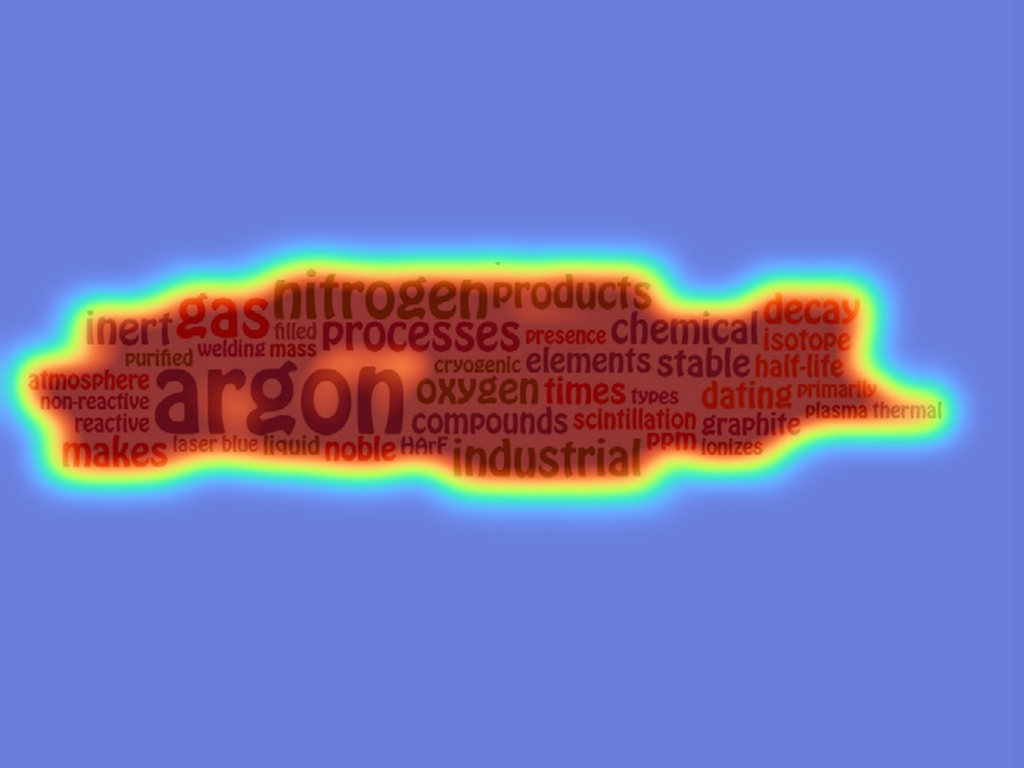 nitrogen products
inert gas filled processes presence chemical decay
isotope
purified welding mass cryogenic elements stable half-life
atmosphere argon oxygen times types dating primarily
non-reactive
reactive compounds scintillation graphite plasma thermal
makes laser blue liquid noble HArF industrial ppm ionizes